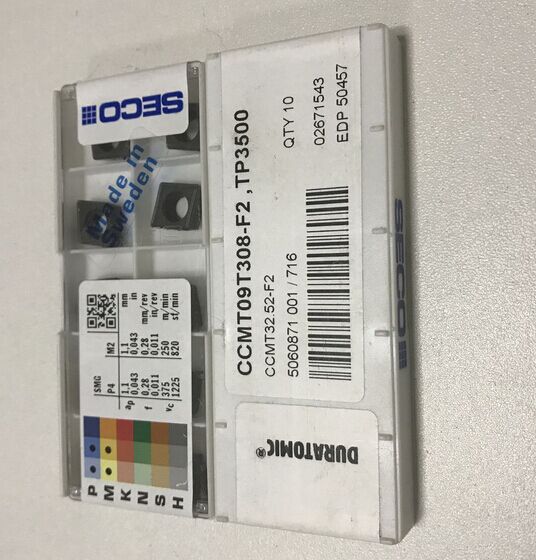 SECO
Made in
Sweden
SMG P4 M2
ap 1,1 1,1 mm
0.043 0.043 in
f 0,28 0,28 mm/rev
0.011 0.011 in/rev
vc 375 250 m/min
1225 820 sf/min
P
M
K
N
S
H
CCMT09T308-F2 ,TP3500
CCMT32.52-F2
5060871 001 / 716
QTY 10
02671543
EDP 50457
DURATOMIC®
SECO